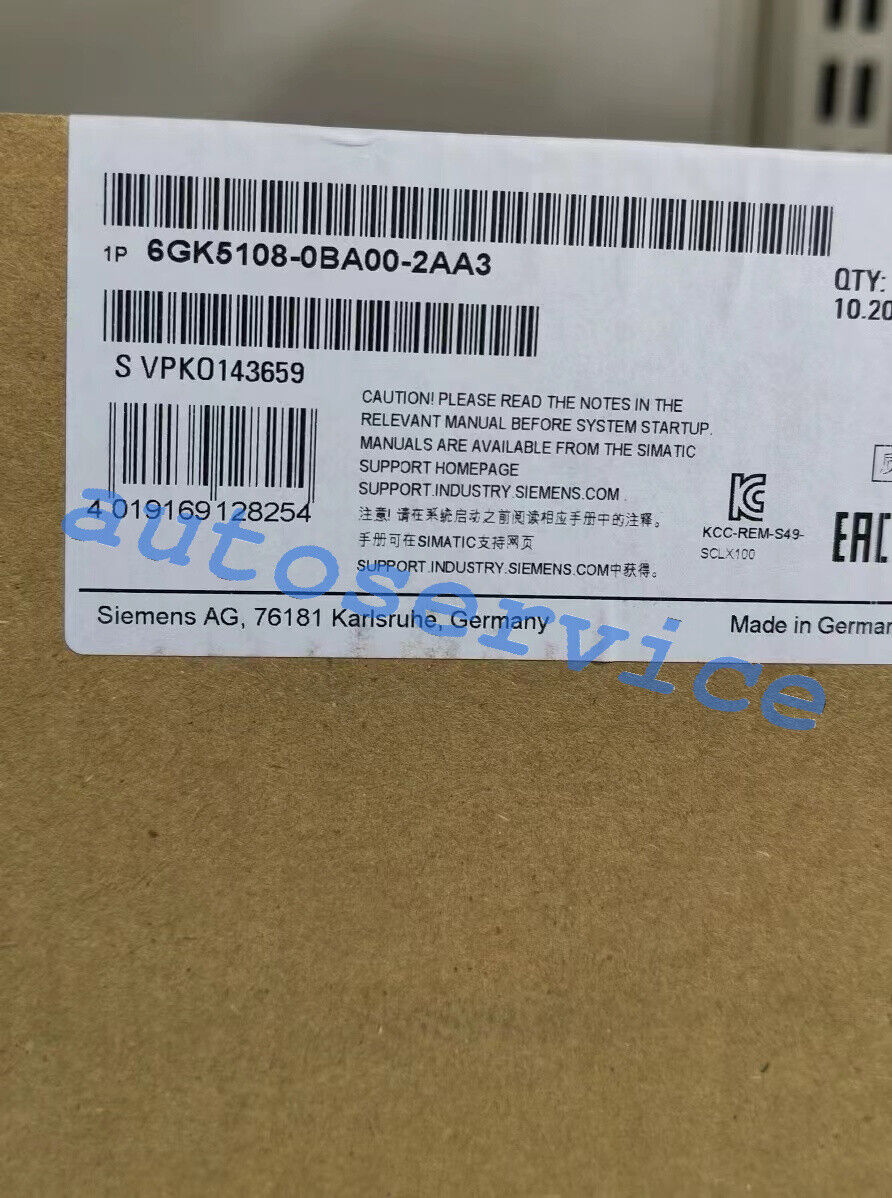 1P 6GK5108-0BA00-2AA3
QTY:
10.20
S VPKO143659
CAUTION! PLEASE READ THE NOTES IN THE
RELEVANT MANUAL BEFORE SYSTEM STARTUP.
MANUALS ARE AVAILABLE FROM THE SIMATIC
SUPPORT HOMEPAGE
SUPPORT.INDUSTRY.SIEMENS.COM .
注意! 请在系统启动之前阅读相应手册中的注释。
手册可在SIMATIC支持网页
SUPPORT.INDUSTRY.SIEMENS.COM中获得。
4 019169 128254
KCC-REM-S49-
SCLX100
EAC
autoservice
Siemens AG, 76181 Karlsruhe, Germany
Made in German